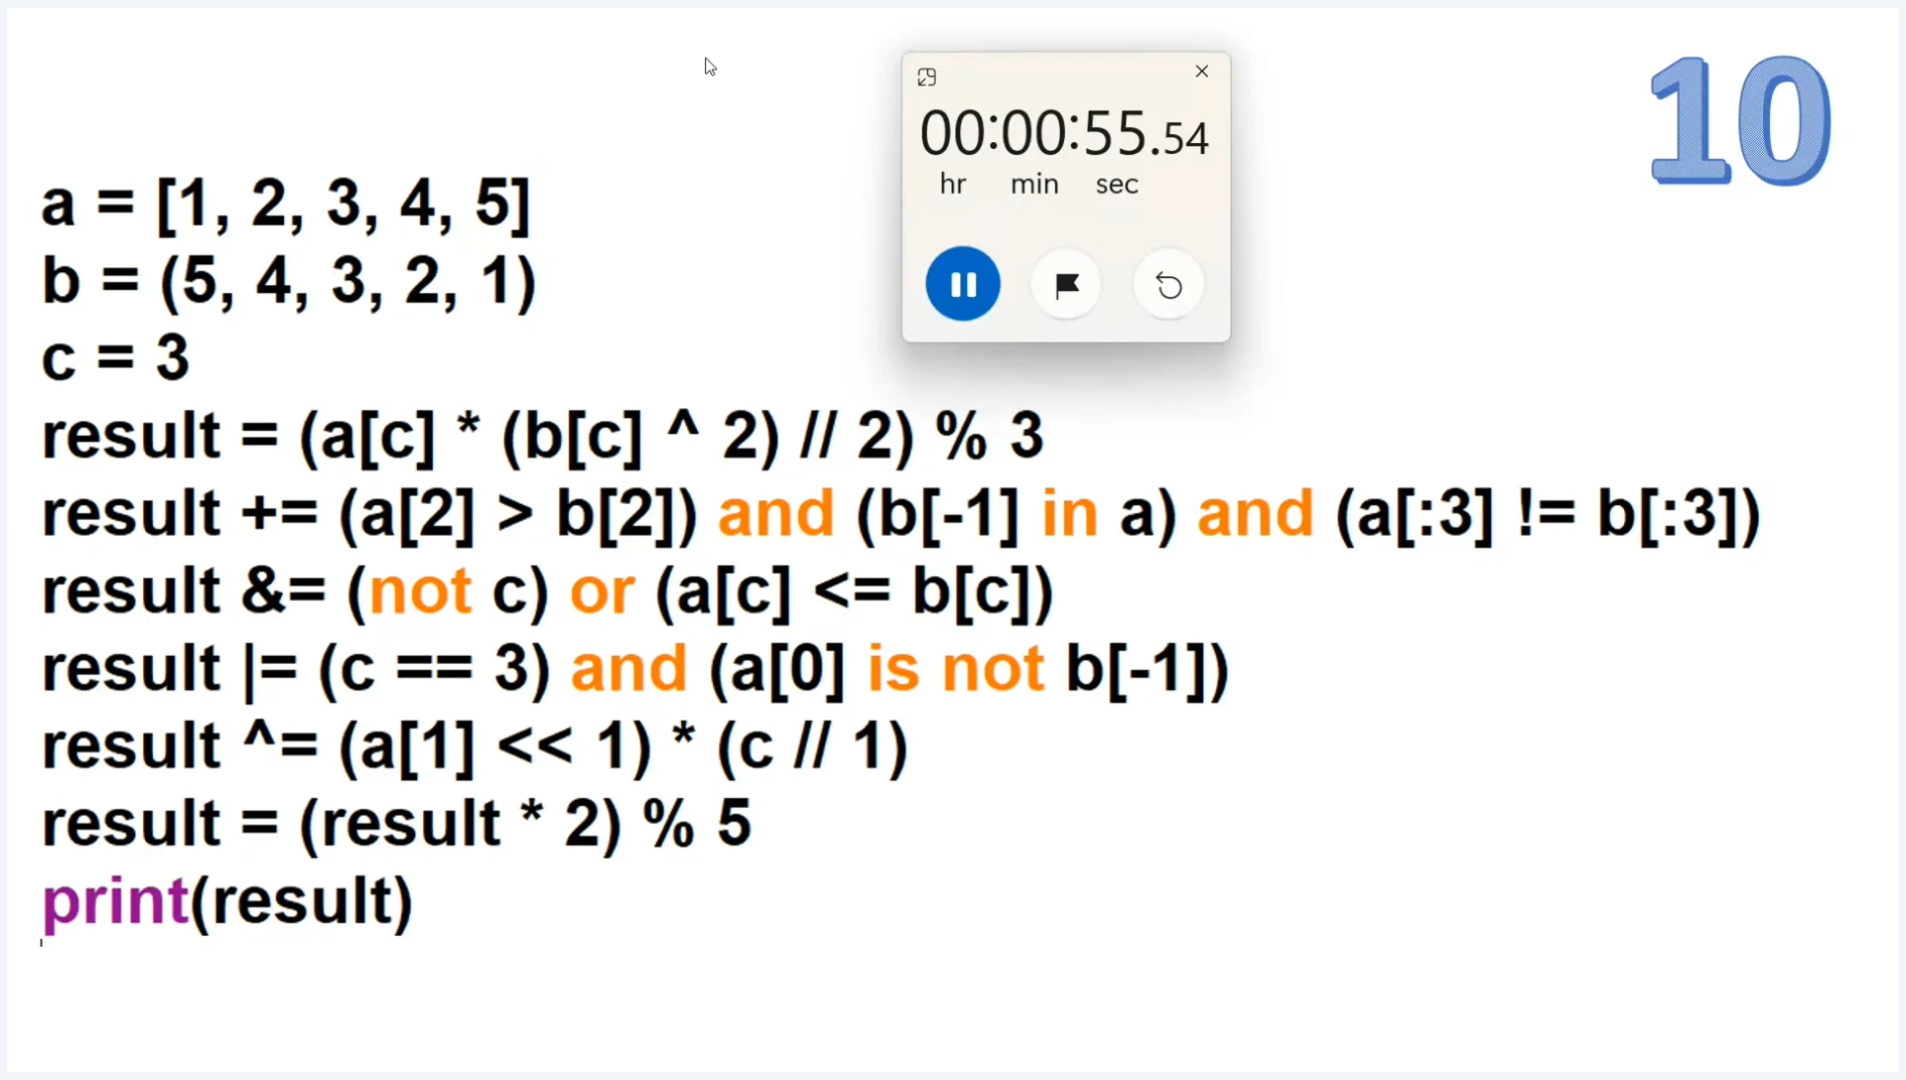 00:00:55.54
hr min sec
10
a = [1, 2, 3, 4, 5]
b = (5, 4, 3, 2, 1)
c = 3
result = (a[c] * (b[c] ^ 2) // 2) % 3
result += (a[2] > b[2]) and (b[-1] in a) and (a[:3] != b[:3])
result &= (not c) or (a[c] <= b[c])
result |= (c == 3) and (a[0] is not b[-1])
result ^= (a[1] << 1) * (c // 1)
result = (result * 2) % 5
print(result)